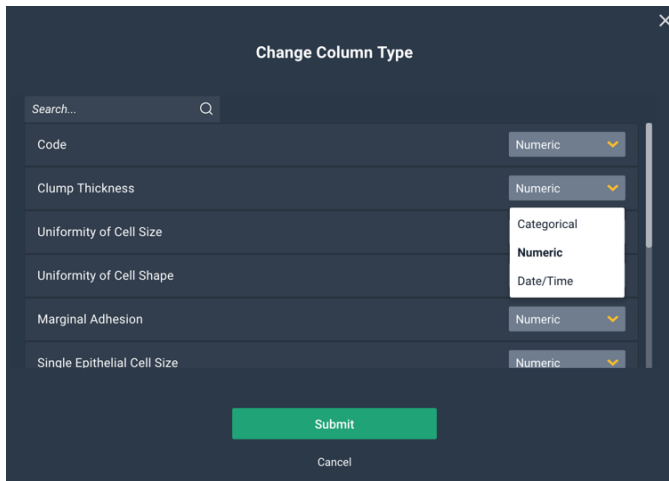 Change Column Type
Search...
Code
Numeric
Clump Thickness
Numeric
Categorical
Numeric
Date/Time
Uniformity of Cell Size
Uniformity of Cell Shape
Marginal Adhesion
Numeric
Single Epithelial Cell Size
Numeric
Submit
Cancel